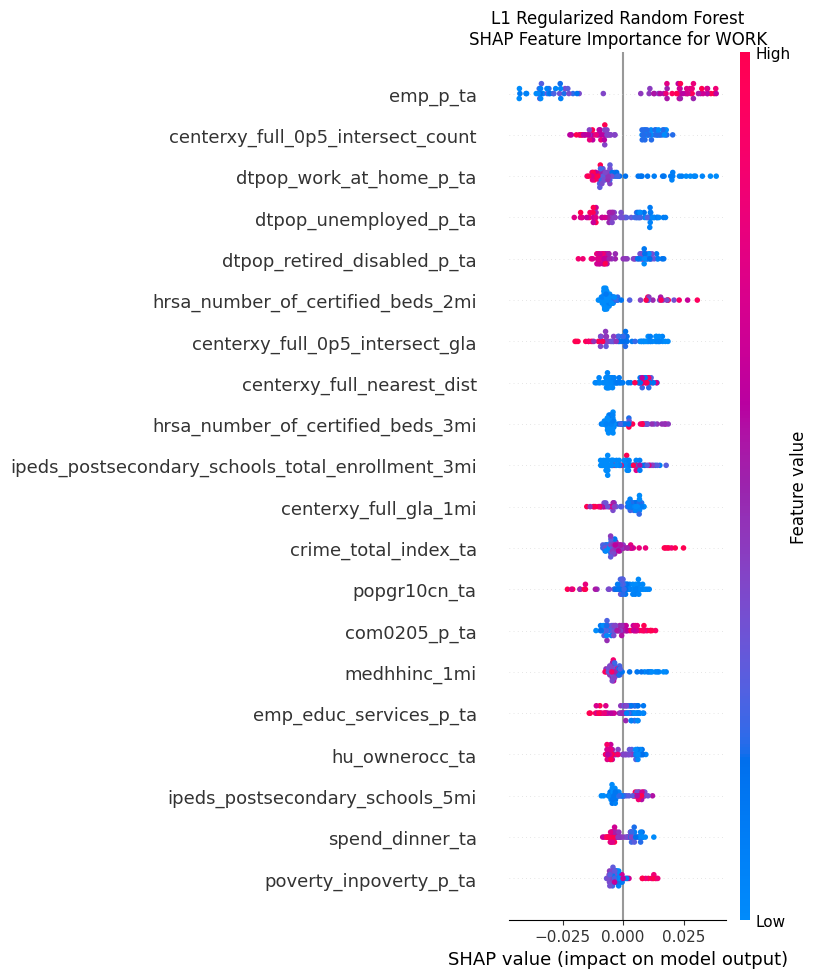 L1 Regularized Random Forest
SHAP Feature Importance for WORK
High
emp_p_ta
centerxy_full_0p5_intersect_count
dtpop_work_at_home_p_ta
dtpop_unemployed_p_ta
dtpop_retired_disabled_p_ta
hrsa_number_of_certified_beds_2mi
centerxy_full_0p5_intersect_gla
centerxy_full_nearest_dist
hrsa_number_of_certified_beds_3mi
ipeds_postsecondary_schools_total_enrollment_3mi
centerxy_full_gla_1mi
crime_total_index_ta
popgr10cn_ta
com0205_p_ta
medhhinc_1mi
emp_educ_services_p_ta
hu_ownerocc_ta
ipeds_postsecondary_schools_5mi
spend_dinner_ta
poverty_inpoverty_p_ta
Feature value
Low
−0.025 0.000 0.025
SHAP value (impact on model output)